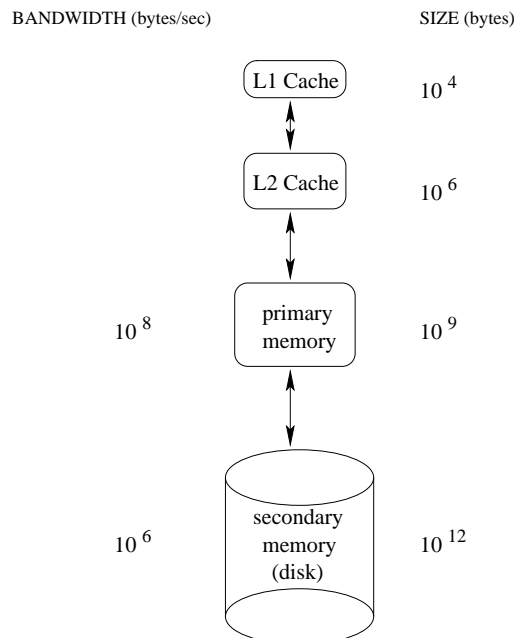 BANDWIDTH (bytes/sec)
SIZE (bytes)
L1 Cache
10 4
L2 Cache
10 6
10 8
primary
memory
10 9
10 6
secondary
memory
(disk)
10 12